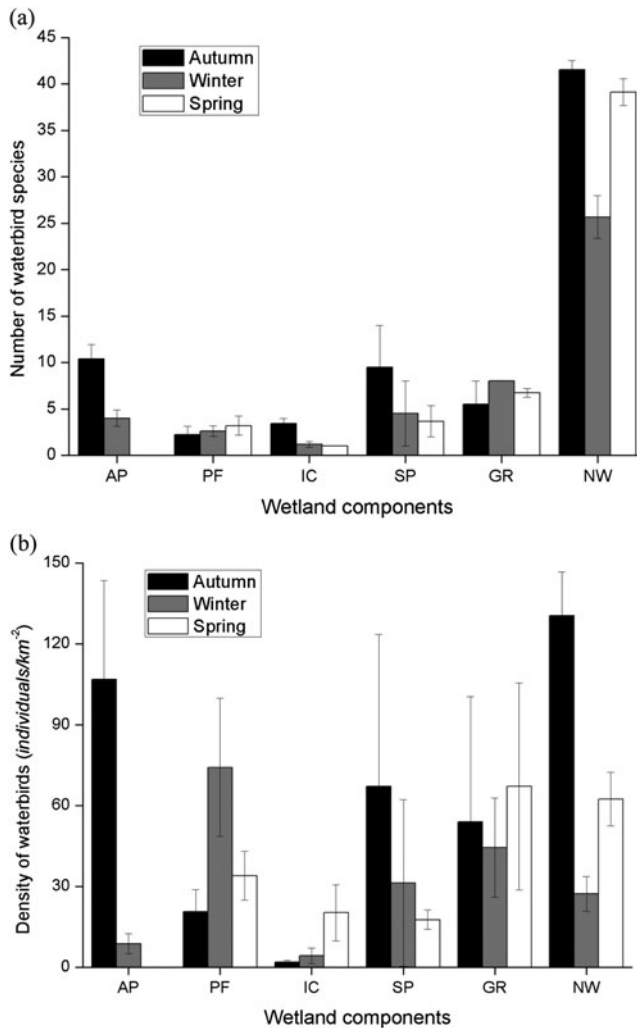 (a)
Autumn
Winter
Spring
Number of waterbird species
45
40
35
30
25
20
15
10
5
0
AP PF IC SP GR NW
Wetland components
(b)
Autumn
Winter
Spring
Density of waterbirds (individuals/km-2)
150
120
90
60
30
0
AP PF IC SP GR NW
Wetland components